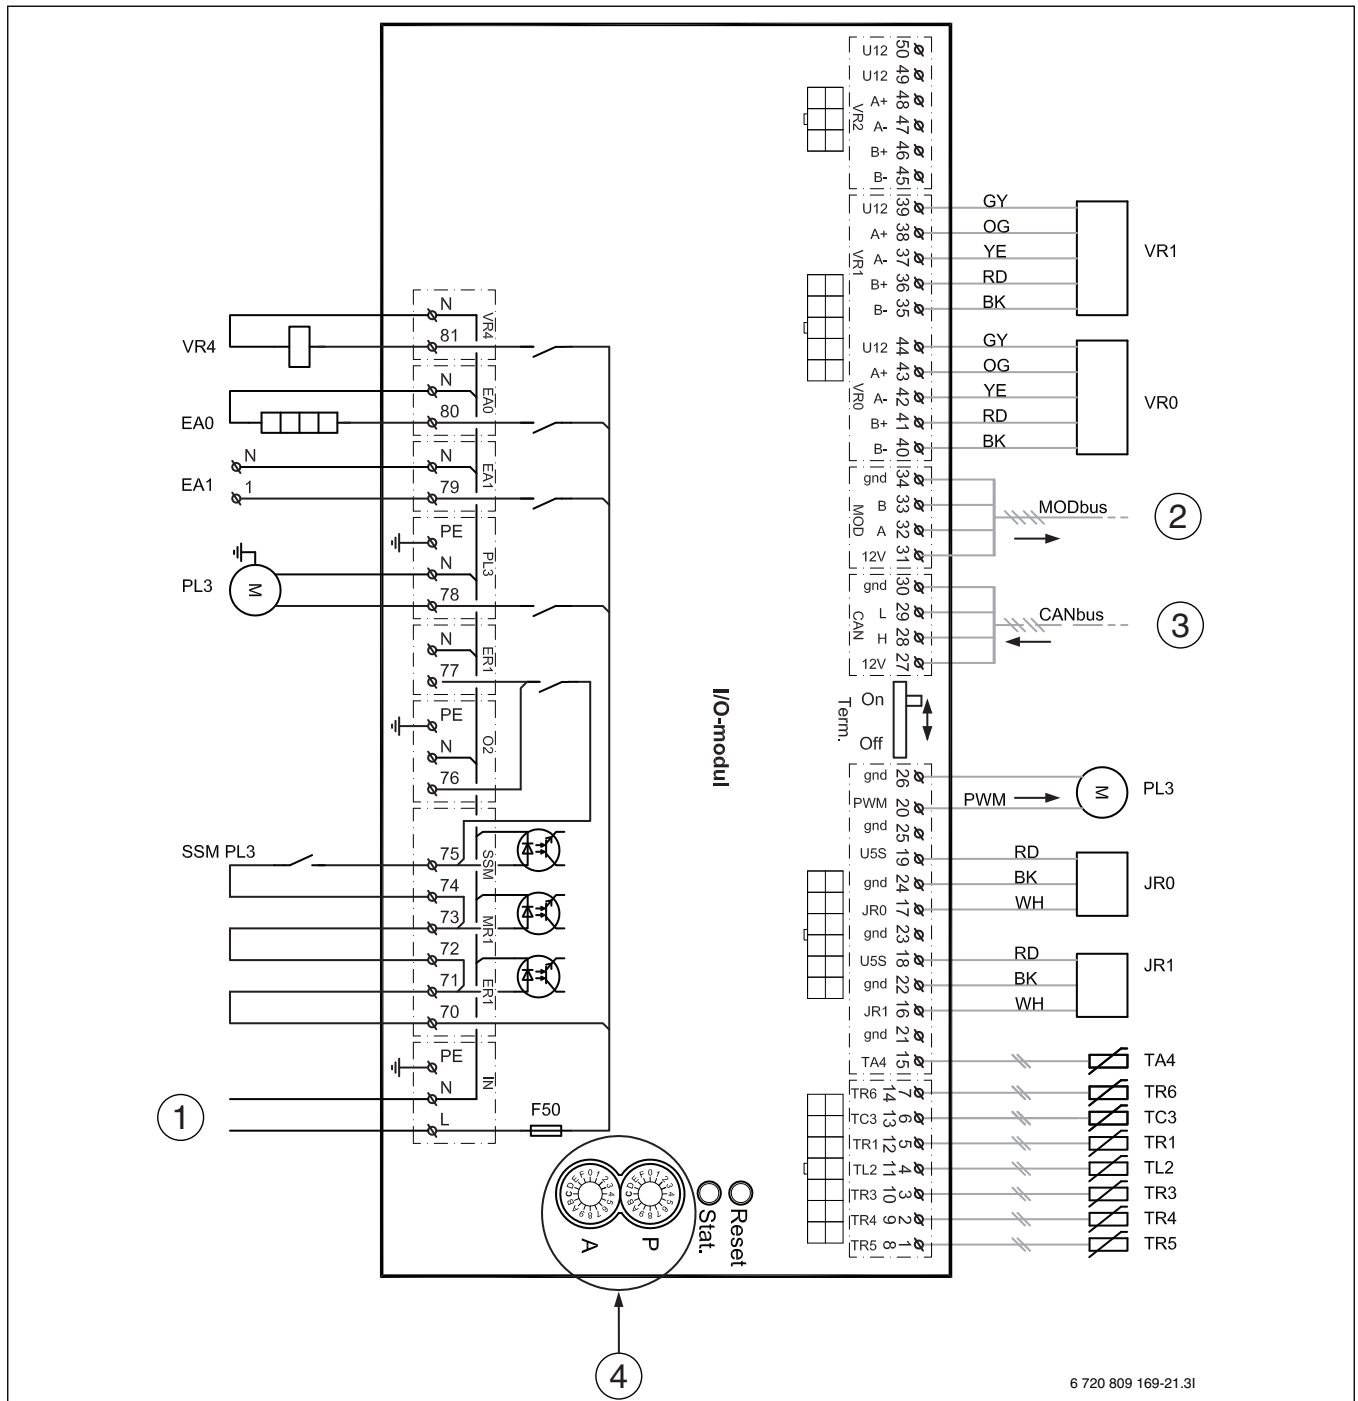 U12 50
U12 49
A+ 48
A- 47
B+ 46
B- 45
VR2
U12 39 GY
A+ 38 OG
A- 37 YE
B+ 36 RD
B- 35 BK
VR1
VR1
U12 44 GY
A+ 43 OG
A- 42 YE
B+ 41 RD
B- 40 BK
VR0
VR0
gnd 34
B 33
A 32
12V 31
MOD
MODbus
2
gnd 30
L 29
H 28
12V 27
CAN
CANbus
3
On
Off
Term.
gnd 26
PWM 20 PWM
PL3
M
gnd 25
U5S 19 RD
gnd 24 BK
JR0 17 WH
JR0
gnd 23
U5S 18 RD
gnd 22 BK
JR1 16 WH
JR1
gnd 21
TA4 15 TA4
TR6 14 7 TR6
TC3 13 6 TC3
TR1 12 5 TR1
TL2 11 4 TL2
TR3 10 3 TR3
TR4 9 2 TR4
TR5 8 1 TR5
I/O-modul
VR4
N
81
VR4
EA0
N
80
EA0
EA1
N
1
N
79
EA1
PL3
M
PE
N
78
PL3
N
77
ER1
PE
N
76
O2
SSM PL3
75
74
SSM
73
72
MR1
71
70
ER1
1
PE
N
L
IN
F50
0123456789ABCDEF
0123456789ABCDEF
A
P
Stat.
Reset
4
6 720 809 169-21.3I